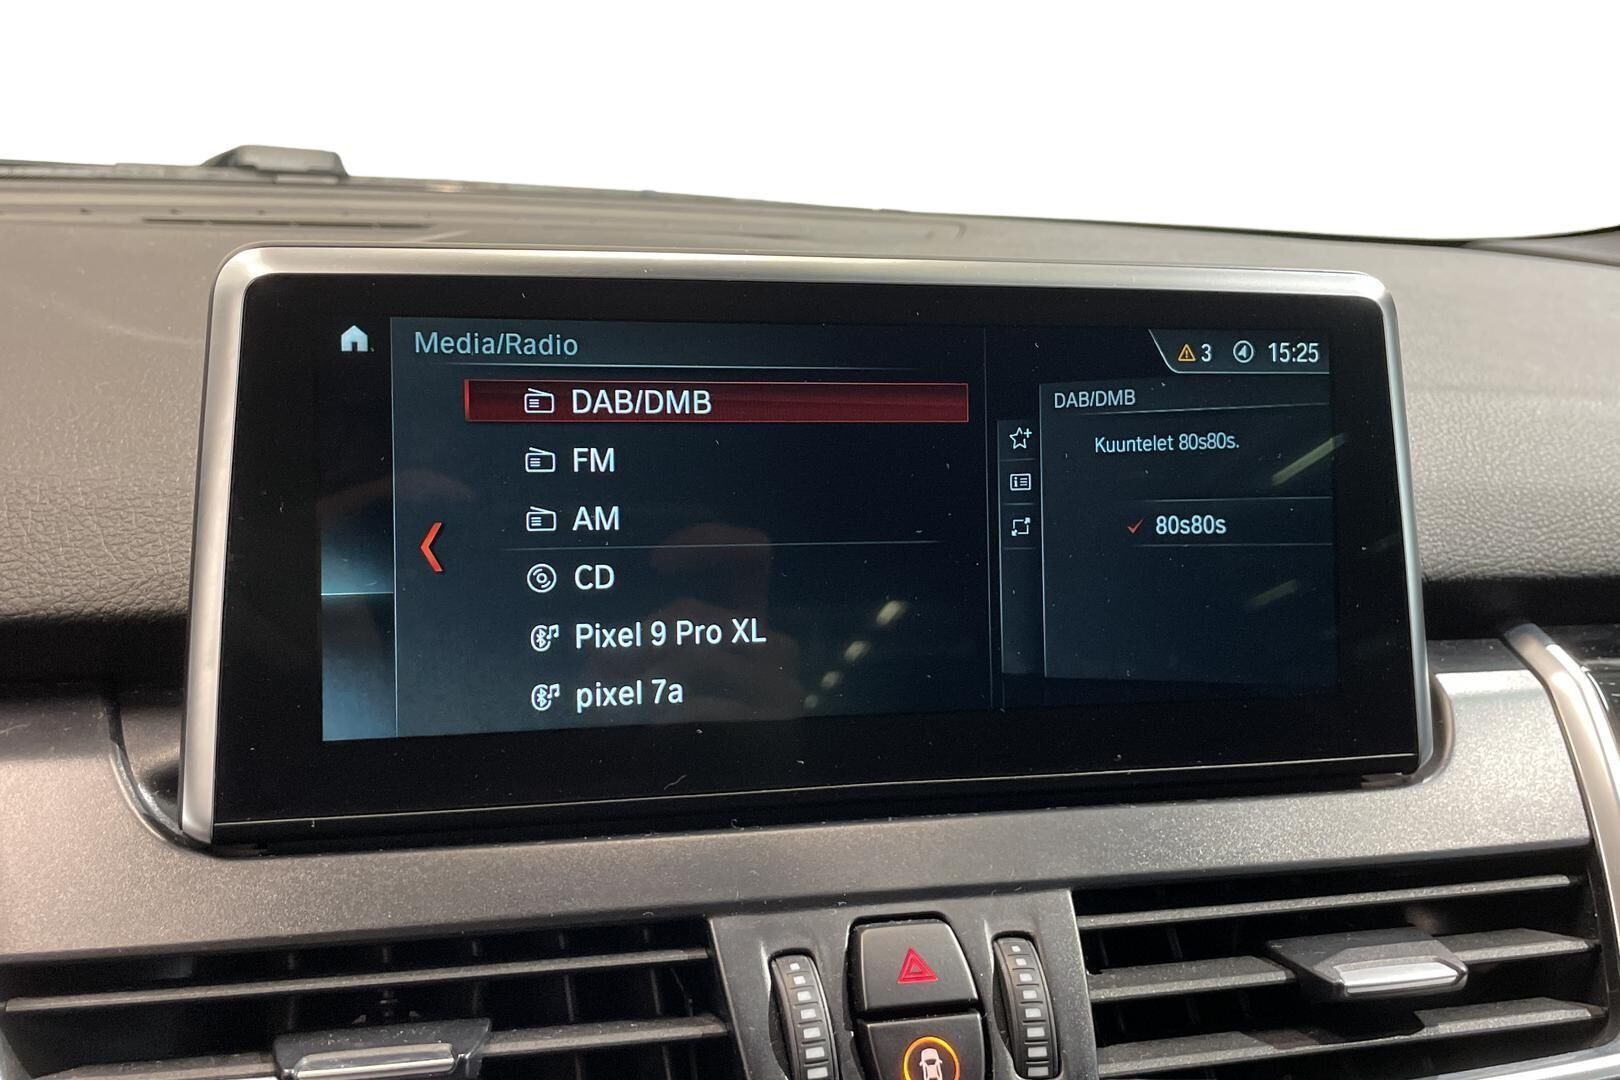 Media/Radio
3 15:25
DAB/DMB
FM
AM
CD
Pixel 9 Pro XL
pixel 7a
DAB/DMB
Kuuntelet 80s80s.
80s80s